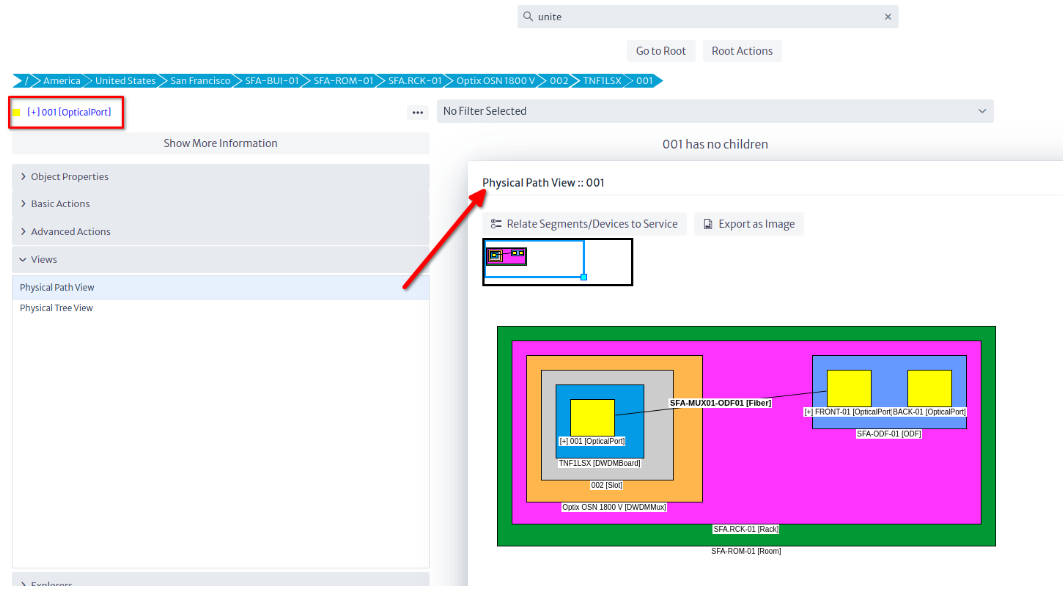 unite
Go to Root Root Actions
/ America United States San Francisco SFA-BUI-01 SFA-ROM-01 SFA.RCK-01 Optix OSN 1800 V 002 TNF1LSX 001
[+] 001 [OpticalPort]
No Filter Selected
Show More Information
001 has no children
Object Properties
Basic Actions
Advanced Actions
Views
Physical Path View
Physical Tree View
Explorers
Physical Path View :: 001
Relate Segments/Devices to Service Export as Image
SFA-MUX01-ODF01 [Fiber]
[+] FRONT-01 [OpticalPort] BACK-01 [OpticalPort]
SFA-ODF-01 [ODF]
[+] 001 [OpticalPort]
TNF1LSX [DWDMBoard]
002 [Slot]
Optix OSN 1800 V [DWDMMux]
SFA.RCK-01 [Rack]
SFA-ROM-01 [Room]